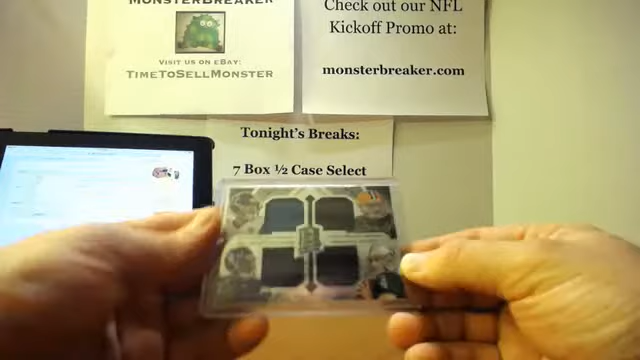 MONSTERBREAKER
VISIT US ON EBAY:
TIMETOSELLMONSTER
Check out our NFL
Kickoff Promo at:
monsterbreaker.com
Tonight's Breaks:
7 Box ½ Case Select